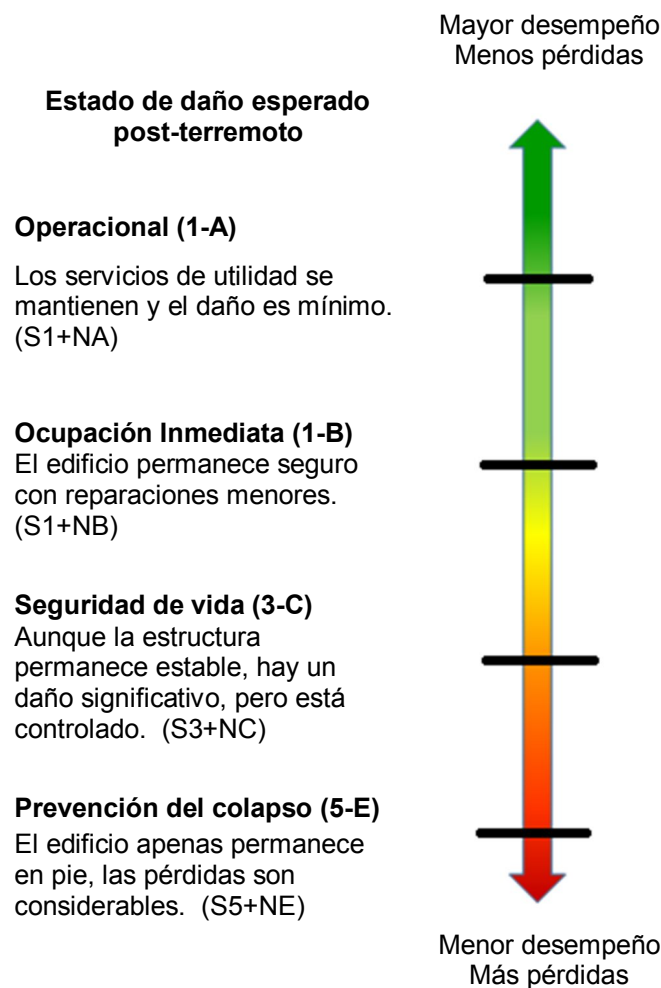 Mayor desempeño
Menos pérdidas
Estado de daño esperado
post-terremoto
Operacional (1-A)
Los servicios de utilidad se
mantienen y el daño es mínimo.
(S1+NA)
Ocupación Inmediata (1-B)
El edificio permanece seguro
con reparaciones menores.
(S1+NB)
Seguridad de vida (3-C)
Aunque la estructura
permanece estable, hay un
daño significativo, pero está
controlado.  (S3+NC)
Prevención del colapso (5-E)
El edificio apenas permanece
en pie, las pérdidas son
considerables.  (S5+NE)
Menor desempeño
Más pérdidas